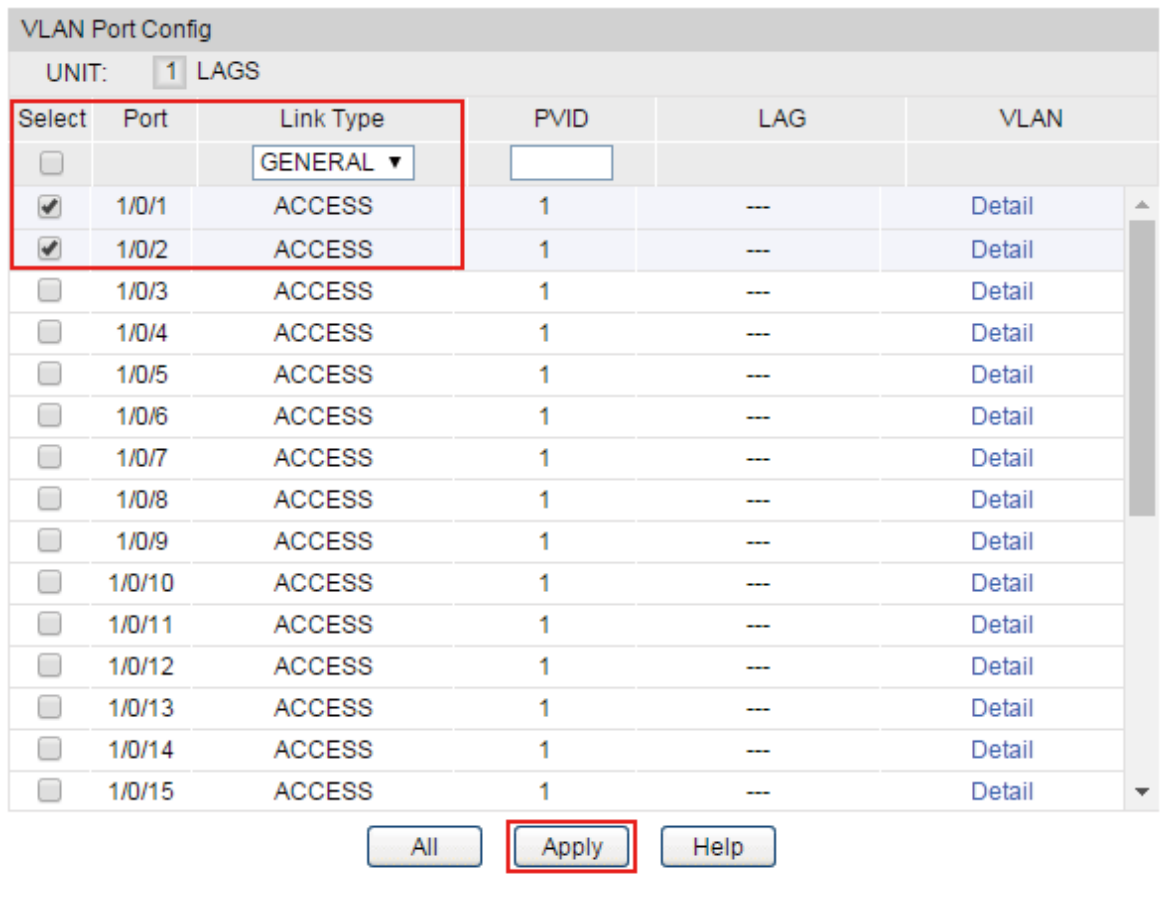 VLAN Port Config
UNIT: 1 LAGS
Select Port Link Type PVID LAG VLAN
GENERAL ▼
1/0/1 ACCESS 1 --- Detail
1/0/2 ACCESS 1 --- Detail
1/0/3 ACCESS 1 --- Detail
1/0/4 ACCESS 1 --- Detail
1/0/5 ACCESS 1 --- Detail
1/0/6 ACCESS 1 --- Detail
1/0/7 ACCESS 1 --- Detail
1/0/8 ACCESS 1 --- Detail
1/0/9 ACCESS 1 --- Detail
1/0/10 ACCESS 1 --- Detail
1/0/11 ACCESS 1 --- Detail
1/0/12 ACCESS 1 --- Detail
1/0/13 ACCESS 1 --- Detail
1/0/14 ACCESS 1 --- Detail
1/0/15 ACCESS 1 --- Detail
All Apply Help